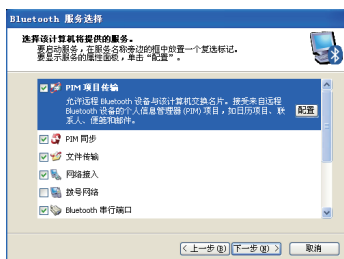 Bluetooth 服务选择
选择该计算机将提供的服务。
要启动服务，在服务名称旁边的框中放置一个复选标记。
要显示服务的属性面板，单击“配置”。
PIM 项目传输
允许远程 Bluetooth 设备与该计算机交换名片。接受来自远程
Bluetooth 设备的个人信息管理器 (PIM) 项目，如日历项目、联
系人、便笺和邮件。
配置
PIM 同步
文件传输
网络接入
拨号网络
Bluetooth 串行端口
< 上一步(B)
下一步(N) >
取消